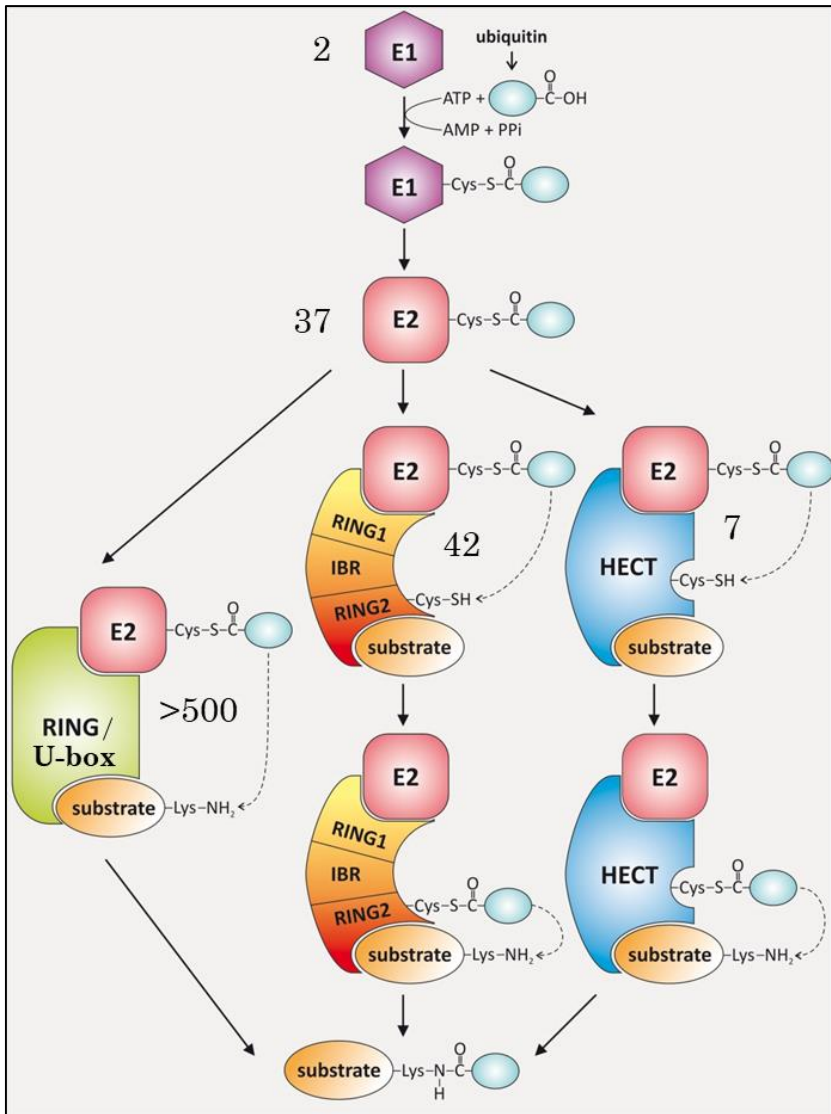 2
E1
ubiquitin
ATP + C–OH
O
AMP + PPi
E1 –Cys–S–C–
O
37
E2 –Cys–S–C–
O
E2 –Cys–S–C–
O
E2 –Cys–S–C–
O
RING1
42
7
IBR
HECT
RING2
Cys–SH
Cys–SH
E2 –Cys–S–C–
O
substrate
substrate
RING/
U-box
>500
substrate –Lys–NH₂
E2
E2
RING1
IBR
HECT
RING2
Cys–S–C–
O
Cys–S–C–
O
substrate –Lys–NH₂
substrate –Lys–NH₂
substrate –Lys–N–C–
O
H